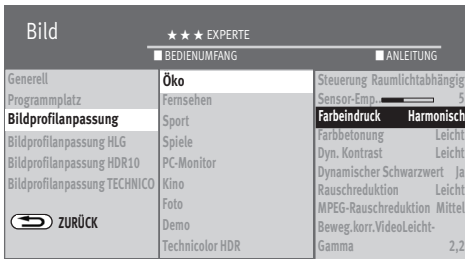 Bild
★ ★ ★ EXPERTE
BEDIENUMFANG
ANLEITUNG
Generell
Programmplatz
Bildprofilanpassung
Bildprofilanpassung HLG
Bildprofilanpassung HDR10
Bildprofilanpassung TECHNICO
ZURÜCK
Öko
Fernsehen
Sport
Spiele
PC-Monitor
Kino
Foto
Demo
Technicolor HDR
Steuerung Raumlichtabhängig
Sensor-Emp. 5
Farbeindruck Harmonisch
Farbbetonung Leicht
Dyn. Kontrast Leicht
Dynamischer Schwarzwert Ja
Rauschreduktion Leicht
MPEG-Rauschreduktion Mittel
Beweg.korr.VideoLeicht-
Gamma 2,2